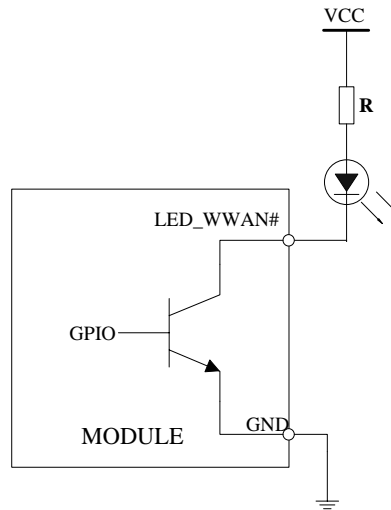 VCC
R
LED_WWAN#
GPIO
GND
MODULE